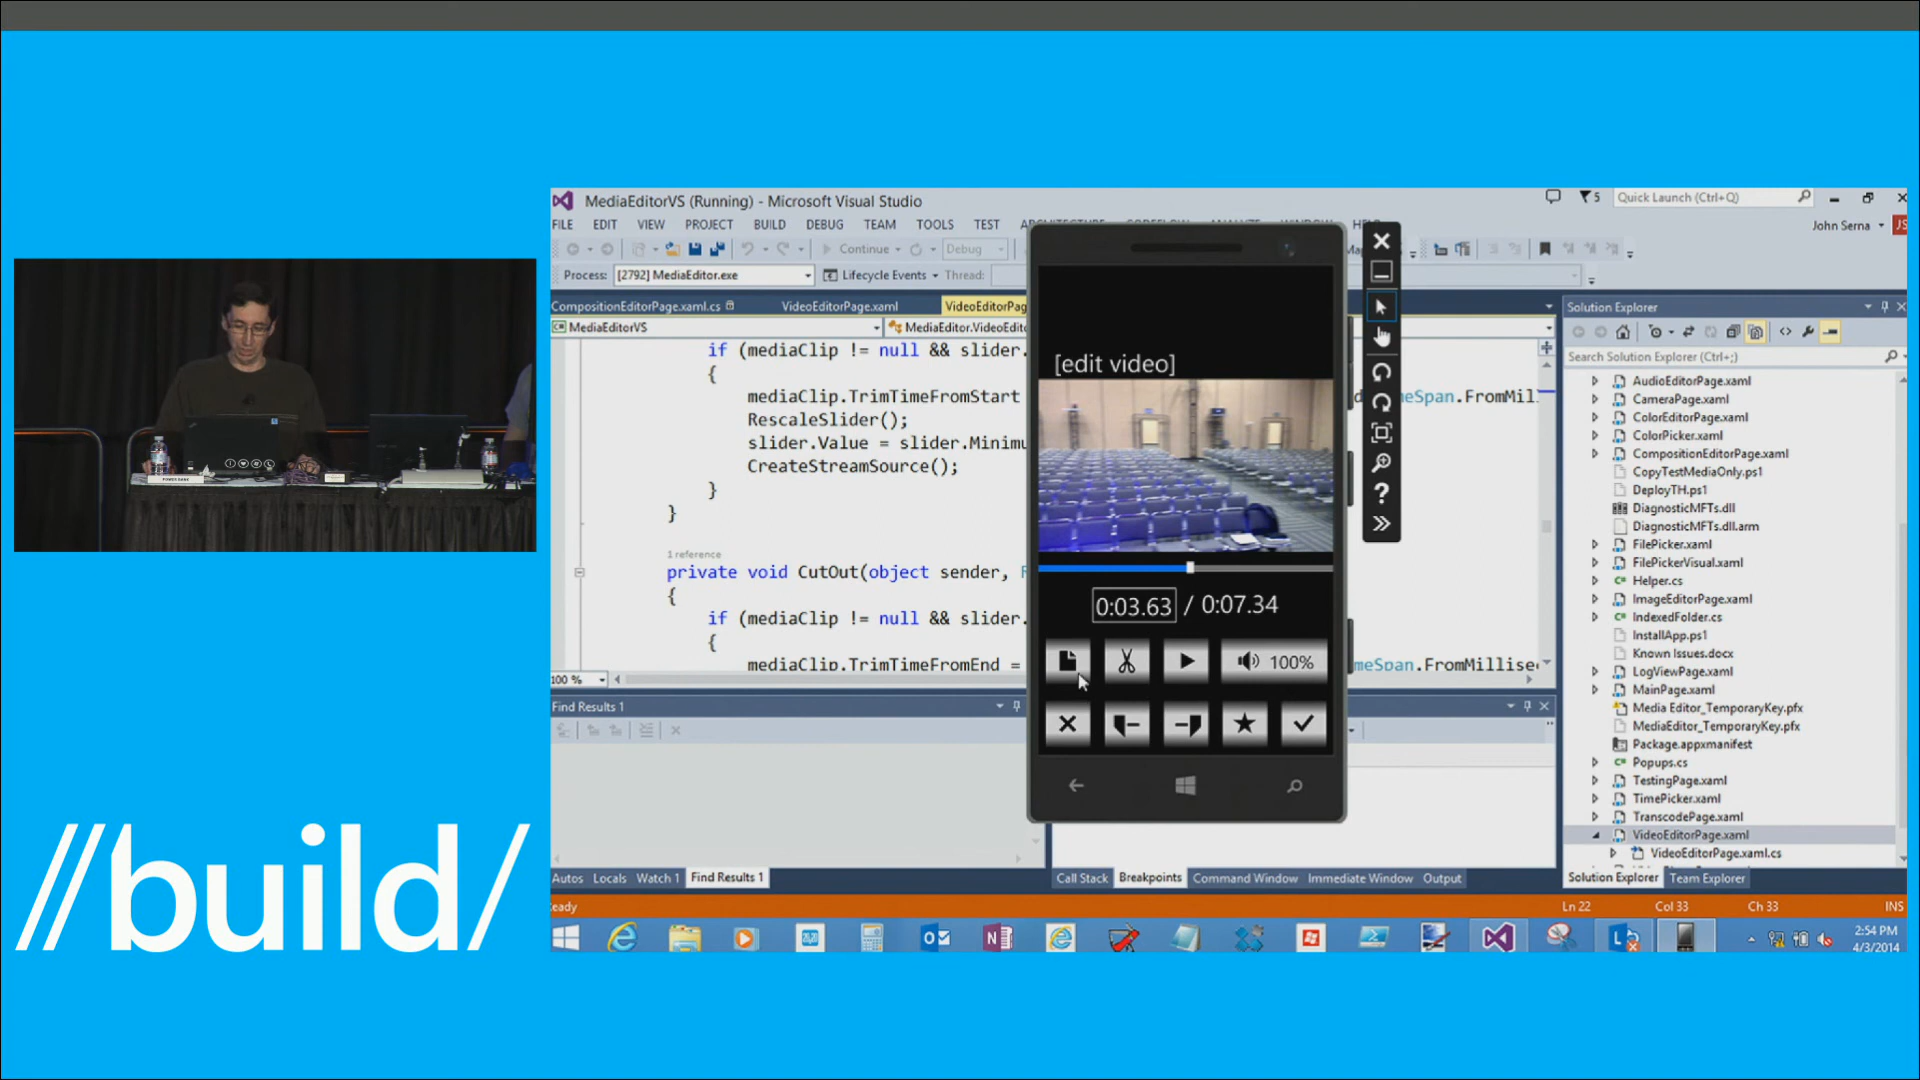 MediaEditorVS (Running) - Microsoft Visual Studio
5
Quick Launch (Ctrl+Q)
FILE EDIT VIEW PROJECT BUILD DEBUG TEAM TOOLS TEST
John Serna
JS
Continue
Debug
Process: [2792] MediaEditor.exe
Lifecycle Events
Thread:
CompositionEditorPage.xaml.cs
VideoEditorPage.xaml
VideoEditorPag
MediaEditorVS
MediaEditor.VideoEdit
if (mediaClip != null && slider.
{
mediaClip.TrimTimeFromStart
eSpan.FromMil
RescaleSlider();
slider.Value = slider.Minimu
CreateStreamSource();
}
}
1 reference
private void CutOut(object sender, R
{
if (mediaClip != null && slider.
{
mediaClip.TrimTimeFromEnd =
meSpan.FromMillise
100 %
Find Results 1
Autos Locals Watch 1 Find Results 1
[edit video]
0:03.63 / 0:07.34
100%
?
Call Stack Breakpoints Command Window Immediate Window Output
Solution Explorer
Search Solution Explorer (Ctrl+;)
AudioEditorPage.xaml
CameraPage.xaml
ColorEditorPage.xaml
ColorPicker.xaml
CompositionEditorPage.xaml
CopyTestMediaOnly.ps1
DeployTH.ps1
DiagnosticMFTs.dll
DiagnosticMFTs.dll.arm
FilePicker.xaml
FilePickerVisual.xaml
Helper.cs
ImageEditorPage.xaml
IndexedFolder.cs
InstallApp.ps1
Known Issues.docx
LogViewPage.xaml
MainPage.xaml
Media Editor_TemporaryKey.pfx
MediaEditor_TemporaryKey.pfx
Package.appxmanifest
Popups.cs
TestingPage.xaml
TimePicker.xaml
TranscodePage.xaml
VideoEditorPage.xaml
VideoEditorPage.xaml.cs
Solution Explorer Team Explorer
eady
Ln 22 Col 33 Ch 33 INS
2:54 PM
4/3/2014
//build/